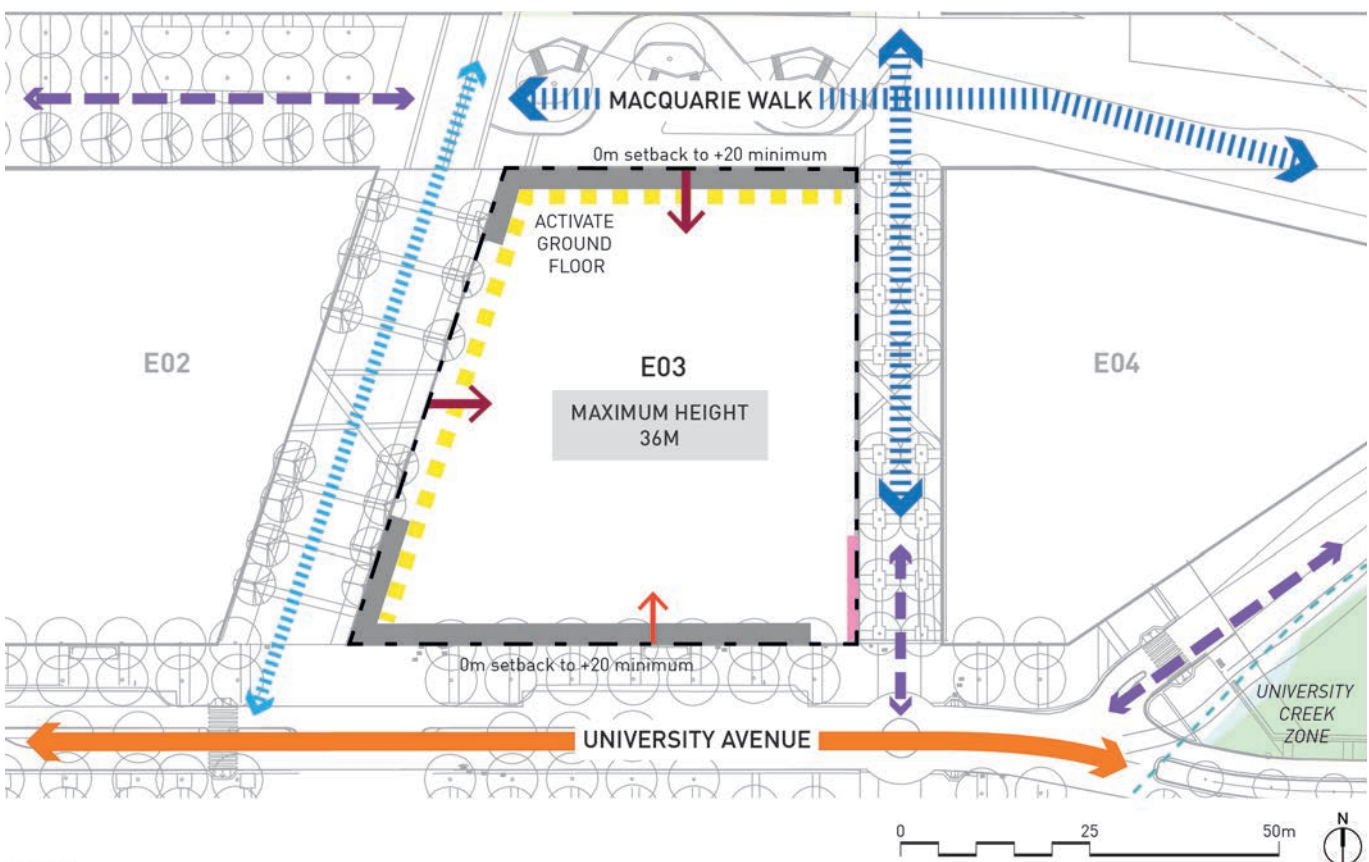 MACQUARIE WALK
0m setback to +20 minimum
ACTIVATE
GROUND
FLOOR
E02
E03
E04
MAXIMUM HEIGHT
36M
0m setback to +20 minimum
UNIVERSITY
CREEK
ZONE
UNIVERSITY AVENUE
0
25
50m
N